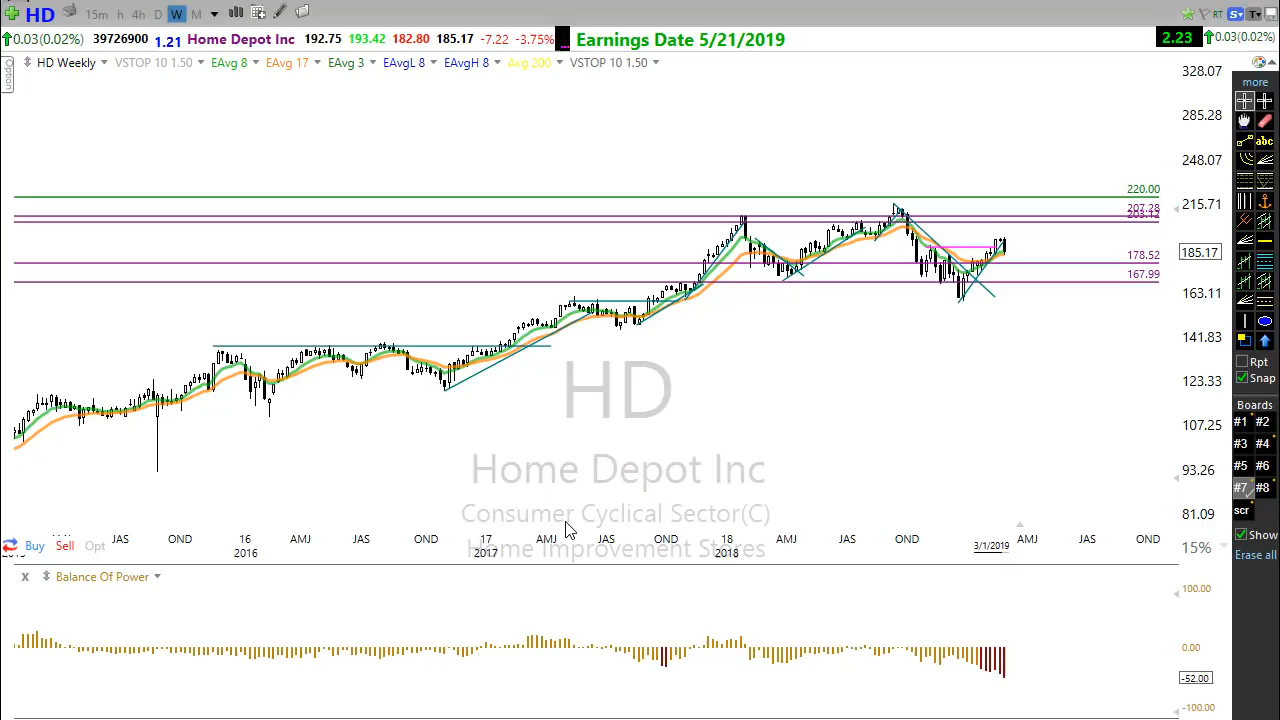 HD 15m h 4h D W M RT S T
0.03(0.02%) 39726900 1.21 Home Depot Inc 192.75 193.42 182.80 185.17 -7.22 -3.75% ... Earnings Date 5/21/2019 2.23 0.03(0.02%)
Option
HD Weekly VSTOP 10 1.50 EAvg 8 EAvg 17 EAvg 3 EAvgL 8 EAvgH 8 Avg 200 VSTOP 10 1.50
328.07
285.28
248.07
220.00
207.28
215.71
203.12
178.52
185.17
167.99
163.11
141.83
123.33
107.25
93.26
81.09
HD
Home Depot Inc
Consumer Cyclical Sector(C)
Home Improvement Stores
JAS OND 16 AMJ JAS OND 17 AMJ JAS OND 18 AMJ JAS OND 3/1/2019 AMJ JAS OND
2016 2017 2018
Buy Sell Opt
15%
x Balance Of Power
100.00
0.00
-52.00
-100.00
more
abc
Rpt
Snap
Boards
#1 #2
#3 #4
#5 #6
#7 #8
scr
Show
Erase all